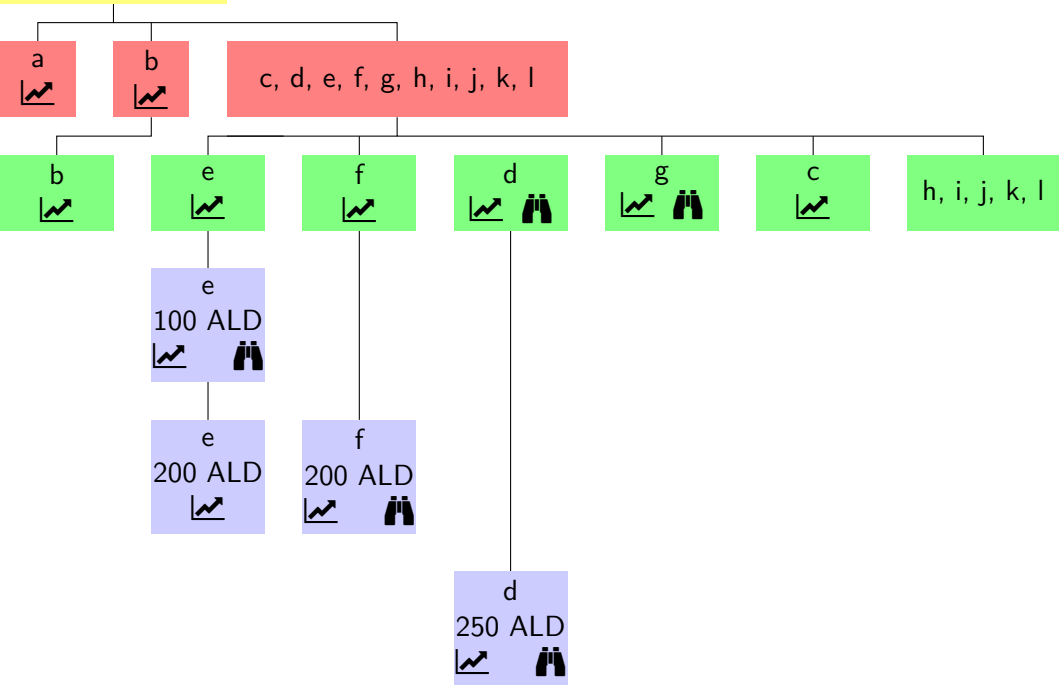 a
b
c, d, e, f, g, h, i, j, k, l
b
e
f
d
g
c
h, i, j, k, l
e
100 ALD
e
200 ALD
f
200 ALD
d
250 ALD